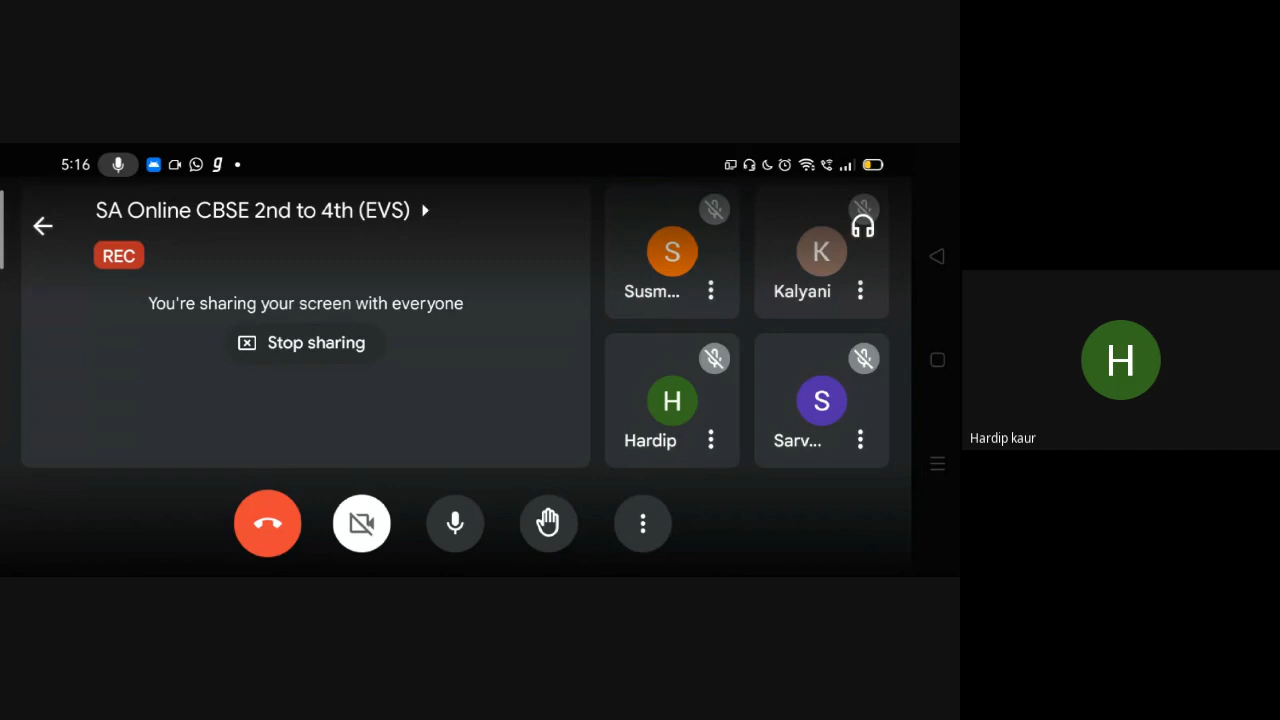 5:16
g
SA Online CBSE 2nd to 4th (EVS)
REC
You're sharing your screen with everyone
Stop sharing
S
Susm...
K
Kalyani
H
Hardip
S
Sarv...
H
Hardip kaur